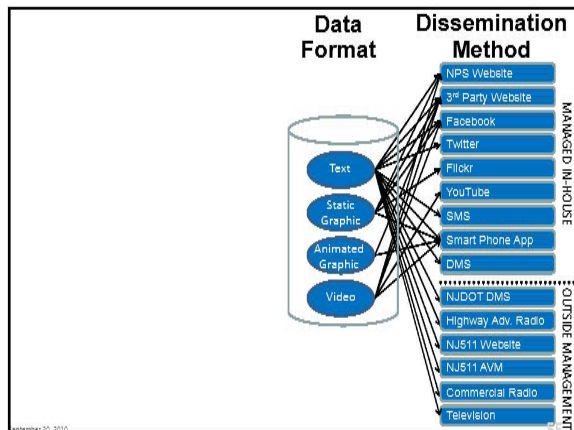 Data Format
Dissemination Method
Text
Static Graphic
Animated Graphic
Video
NPS Website
3rd Party Website
Facebook
Twitter
Flickr
YouTube
SMS
Smart Phone App
DMS
MANAGED IN-HOUSE
NJDOT DMS
Highway Adv. Radio
NJ511 Website
NJ511 AVM
Commercial Radio
Television
OUTSIDE MANAGEMENT